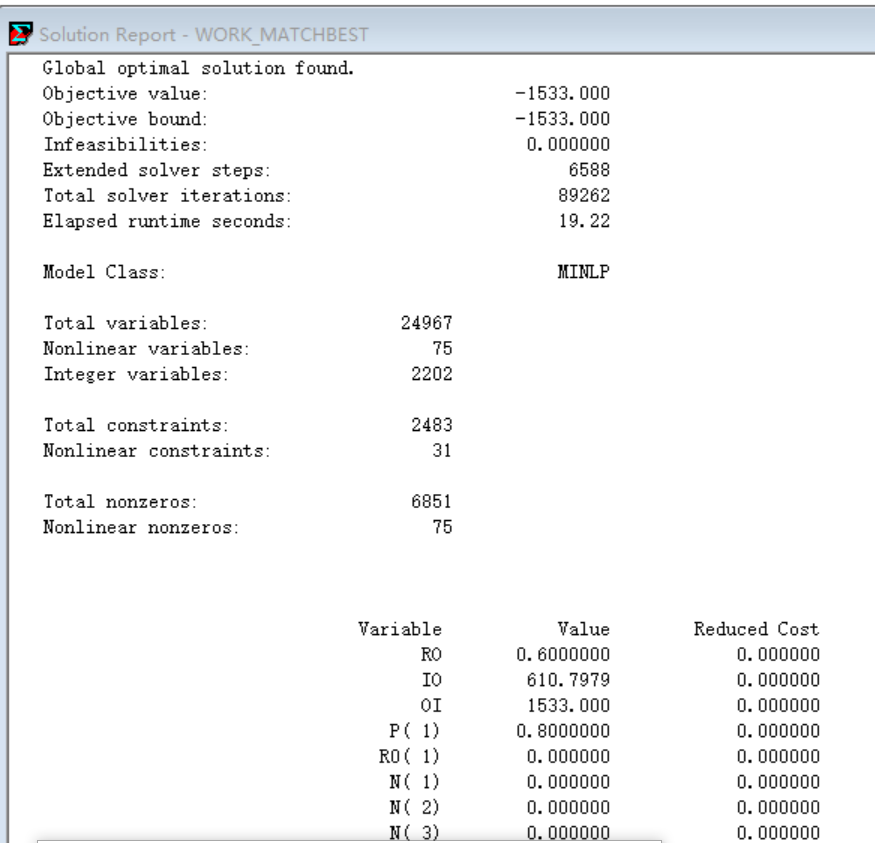 Solution Report - WORK_MATCHBEST
Global optimal solution found.
Objective value: -1533.000
Objective bound: -1533.000
Infeasibilities: 0.000000
Extended solver steps: 6588
Total solver iterations: 89262
Elapsed runtime seconds: 19.22
Model Class: MINLP
Total variables: 24967
Nonlinear variables: 75
Integer variables: 2202
Total constraints: 2483
Nonlinear constraints: 31
Total nonzeros: 6851
Nonlinear nonzeros: 75
Variable Value Reduced Cost
RO 0.6000000 0.000000
IO 610.7979 0.000000
OI 1533.000 0.000000
P( 1) 0.8000000 0.000000
RO( 1) 0.000000 0.000000
N( 1) 0.000000 0.000000
N( 2) 0.000000 0.000000
N( 3) 0.000000 0.000000